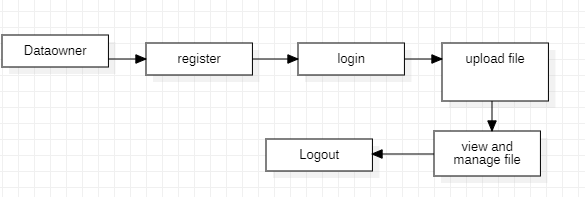 Dataowner
register
login
upload file
view and
manage file
Logout